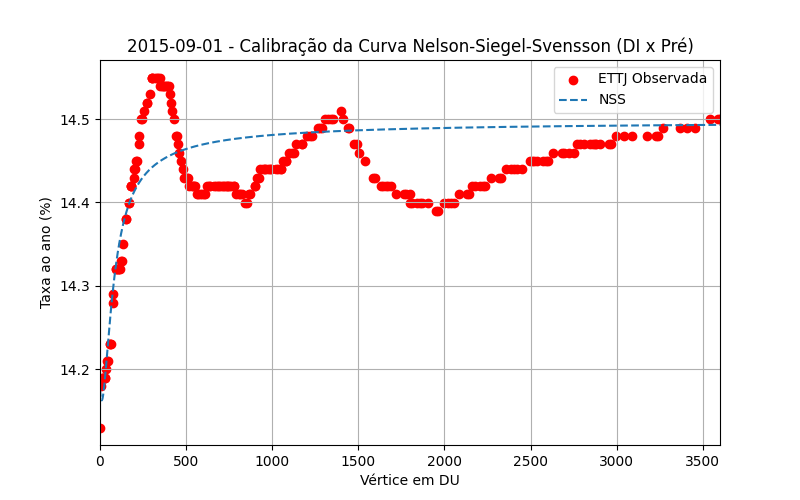 2015-09-01 - Calibração da Curva Nelson-Siegel-Svensson (DI x Pré)
ETTJ Observada
NSS
Taxa ao ano (%)
14.5
14.4
14.3
14.2
0 500 1000 1500 2000 2500 3000 3500
Vértice em DU